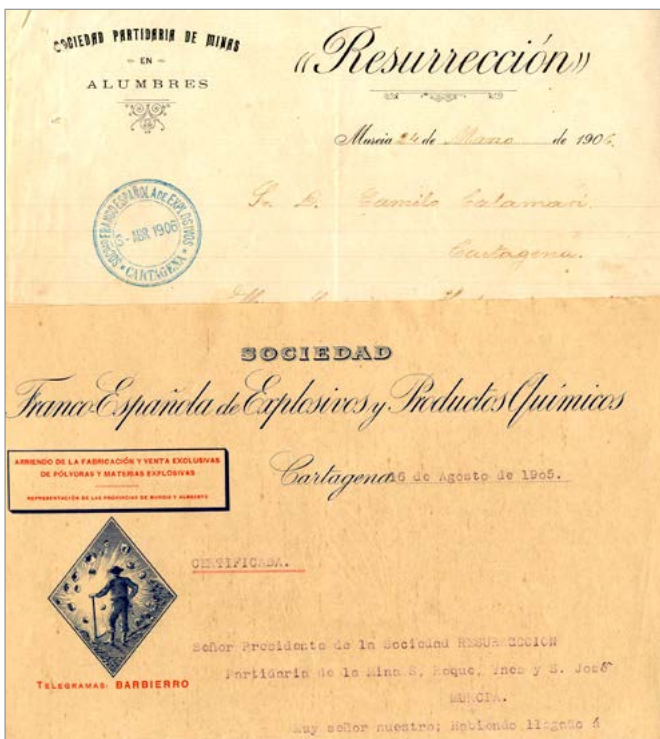 SOCIEDAD PARTIDARIA DE MINAS
— EN —
ALUMBRES
«Resurrección»
Murcia 24 de Marzo de 1906.
Sr. D. Camilo Calamari.
Cartagena.
SOCDAD FRANCO ESPAÑOLA DE EXPLOSIVOS
3 - ABR 1906
* CARTAGENA *
SOCIEDAD
Franco Española de Explosivos y Productos Químicos
ARRIENDO DE LA FABRICACIÓN Y VENTA EXCLUSIVAS
DE PÓLVORAS Y MATERIAS EXPLOSIVAS
REPRESENTACIÓN DE LAS PROVINCIAS DE MURCIA Y ALBACETE
Cartagena 16 de Agosto de 1905.
CERTIFICADA.
TELEGRAMAS: BARBIERRO
Señor Presidente de la Sociedad RESURRECCION
Partidaria de la Mina S. Roque, Ynes y S. José
MURCIA.
Muy señor nuestro; Habiendo llegado á